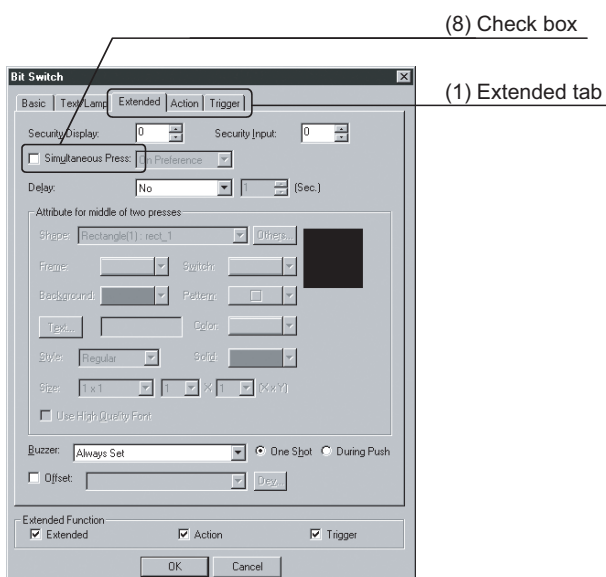 (8) Check box
Bit Switch
(1) Extended tab
Basic Text/Lamp Extended Action Trigger
Security Display: 0 Security Input: 0
Simultaneous Press: On Preference
Delay: No 1 (Sec.)
Attribute for middle of two presses
Shape: Rectangle(1) : rect_1 Others...
Frame: Switch:
Background: Pattern:
Text... Color:
Style: Regular Solid:
Size: 1 x 1 1 X 1 (X x Y)
Use High Quality Font
Buzzer: Always Set One Shot During Push
Offset: Dev...
Extended Function
Extended Action Trigger
OK Cancel